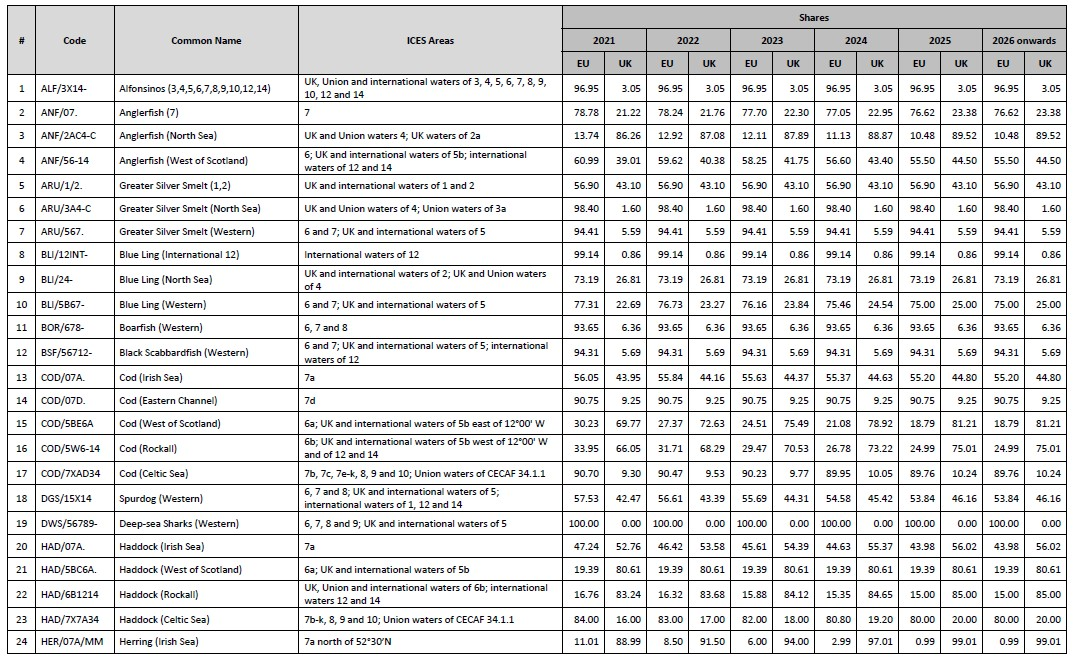 Shares
# Code Common Name ICES Areas 2021 2022 2023 2024 2025 2026 onwards
EU UK EU UK EU UK EU UK EU UK EU UK
1 ALF/3X14- Alfonsinos (3,4,5,6,7,8,9,10,12,14) UK, Union and international waters of 3, 4, 5, 6, 7, 8, 9,
10, 12 and 14 96.95 3.05 96.95 3.05 96.95 3.05 96.95 3.05 96.95 3.05 96.95 3.05
2 ANF/07. Anglerfish (7) 7 78.78 21.22 78.24 21.76 77.70 22.30 77.05 22.95 76.62 23.38 76.62 23.38
3 ANF/2AC4-C Anglerfish (North Sea) UK and Union waters 4; UK waters of 2a 13.74 86.26 12.92 87.08 12.11 87.89 11.13 88.87 10.48 89.52 10.48 89.52
4 ANF/56-14 Anglerfish (West of Scotland) 6; UK and international waters of 5b; international
waters of 12 and 14 60.99 39.01 59.62 40.38 58.25 41.75 56.60 43.40 55.50 44.50 55.50 44.50
5 ARU/1/2. Greater Silver Smelt (1,2) UK and international waters of 1 and 2 56.90 43.10 56.90 43.10 56.90 43.10 56.90 43.10 56.90 43.10 56.90 43.10
6 ARU/3A4-C Greater Silver Smelt (North Sea) UK and Union waters of 4; Union waters of 3a 98.40 1.60 98.40 1.60 98.40 1.60 98.40 1.60 98.40 1.60 98.40 1.60
7 ARU/567. Greater Silver Smelt (Western) 6 and 7; UK and international waters of 5 94.41 5.59 94.41 5.59 94.41 5.59 94.41 5.59 94.41 5.59 94.41 5.59
8 BLI/12INT- Blue Ling (International 12) International waters of 12 99.14 0.86 99.14 0.86 99.14 0.86 99.14 0.86 99.14 0.86 99.14 0.86
9 BLI/24- Blue Ling (North Sea) UK and international waters of 2; UK and Union waters
of 4 73.19 26.81 73.19 26.81 73.19 26.81 73.19 26.81 73.19 26.81 73.19 26.81
10 BLI/5B67- Blue Ling (Western) 6 and 7; UK and international waters of 5 77.31 22.69 76.73 23.27 76.16 23.84 75.46 24.54 75.00 25.00 75.00 25.00
11 BOR/678- Boarfish (Western) 6, 7 and 8 93.65 6.36 93.65 6.36 93.65 6.36 93.65 6.36 93.65 6.36 93.65 6.36
12 BSF/56712- Black Scabbardfish (Western) 6 and 7; UK and international waters of 5; international
waters of 12 94.31 5.69 94.31 5.69 94.31 5.69 94.31 5.69 94.31 5.69 94.31 5.69
13 COD/07A. Cod (Irish Sea) 7a 56.05 43.95 55.84 44.16 55.63 44.37 55.37 44.63 55.20 44.80 55.20 44.80
14 COD/07D. Cod (Eastern Channel) 7d 90.75 9.25 90.75 9.25 90.75 9.25 90.75 9.25 90.75 9.25 90.75 9.25
15 COD/5BE6A Cod (West of Scotland) 6a; UK and international waters of 5b east of 12°00' W 30.23 69.77 27.37 72.63 24.51 75.49 21.08 78.92 18.79 81.21 18.79 81.21
16 COD/5W6-14 Cod (Rockall) 6b; UK and international waters of 5b west of 12°00' W
and of 12 and 14 33.95 66.05 31.71 68.29 29.47 70.53 26.78 73.22 24.99 75.01 24.99 75.01
17 COD/7XAD34 Cod (Celtic Sea) 7b, 7c, 7e-k, 8, 9 and 10; Union waters of CECAF 34.1.1 90.70 9.30 90.47 9.53 90.23 9.77 89.95 10.05 89.76 10.24 89.76 10.24
18 DGS/15X14 Spurdog (Western) 6, 7 and 8; UK and international waters of 5;
international waters of 1, 12 and 14 57.53 42.47 56.61 43.39 55.69 44.31 54.58 45.42 53.84 46.16 53.84 46.16
19 DWS/56789- Deep-sea Sharks (Western) 6, 7, 8 and 9; UK and international waters of 5 100.00 0.00 100.00 0.00 100.00 0.00 100.00 0.00 100.00 0.00 100.00 0.00
20 HAD/07A. Haddock (Irish Sea) 7a 47.24 52.76 46.42 53.58 45.61 54.39 44.63 55.37 43.98 56.02 43.98 56.02
21 HAD/5BC6A. Haddock (West of Scotland) 6a; UK and international waters of 5b 19.39 80.61 19.39 80.61 19.39 80.61 19.39 80.61 19.39 80.61 19.39 80.61
22 HAD/6B1214 Haddock (Rockall) UK, Union and international waters of 6b; international
waters 12 and 14 16.76 83.24 16.32 83.68 15.88 84.12 15.35 84.65 15.00 85.00 15.00 85.00
23 HAD/7X7A34 Haddock (Celtic Sea) 7b-k, 8, 9 and 10; Union waters of CECAF 34.1.1 84.00 16.00 83.00 17.00 82.00 18.00 80.80 19.20 80.00 20.00 80.00 20.00
24 HER/07A/MM Herring (Irish Sea) 7a north of 52°30'N 11.01 88.99 8.50 91.50 6.00 94.00 2.99 97.01 0.99 99.01 0.99 99.01